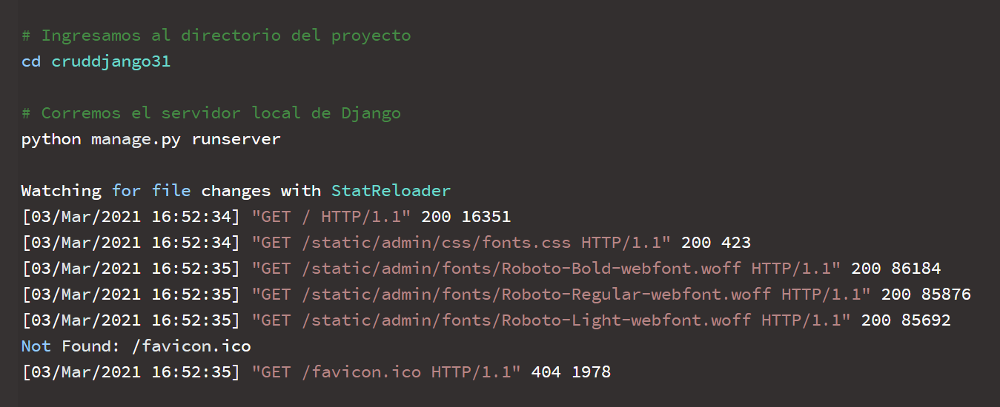 # Ingresamos al directorio del proyecto
cd cruddjango31
# Corremos el servidor local de Django
python manage.py runserver
Watching for file changes with StatReloader
[03/Mar/2021 16:52:34] "GET / HTTP/1.1" 200 16351
[03/Mar/2021 16:52:34] "GET /static/admin/css/fonts.css HTTP/1.1" 200 423
[03/Mar/2021 16:52:35] "GET /static/admin/fonts/Roboto-Bold-webfont.woff HTTP/1.1" 200 86184
[03/Mar/2021 16:52:35] "GET /static/admin/fonts/Roboto-Regular-webfont.woff HTTP/1.1" 200 85876
[03/Mar/2021 16:52:35] "GET /static/admin/fonts/Roboto-Light-webfont.woff HTTP/1.1" 200 85692
Not Found: /favicon.ico
[03/Mar/2021 16:52:35] "GET /favicon.ico HTTP/1.1" 404 1978